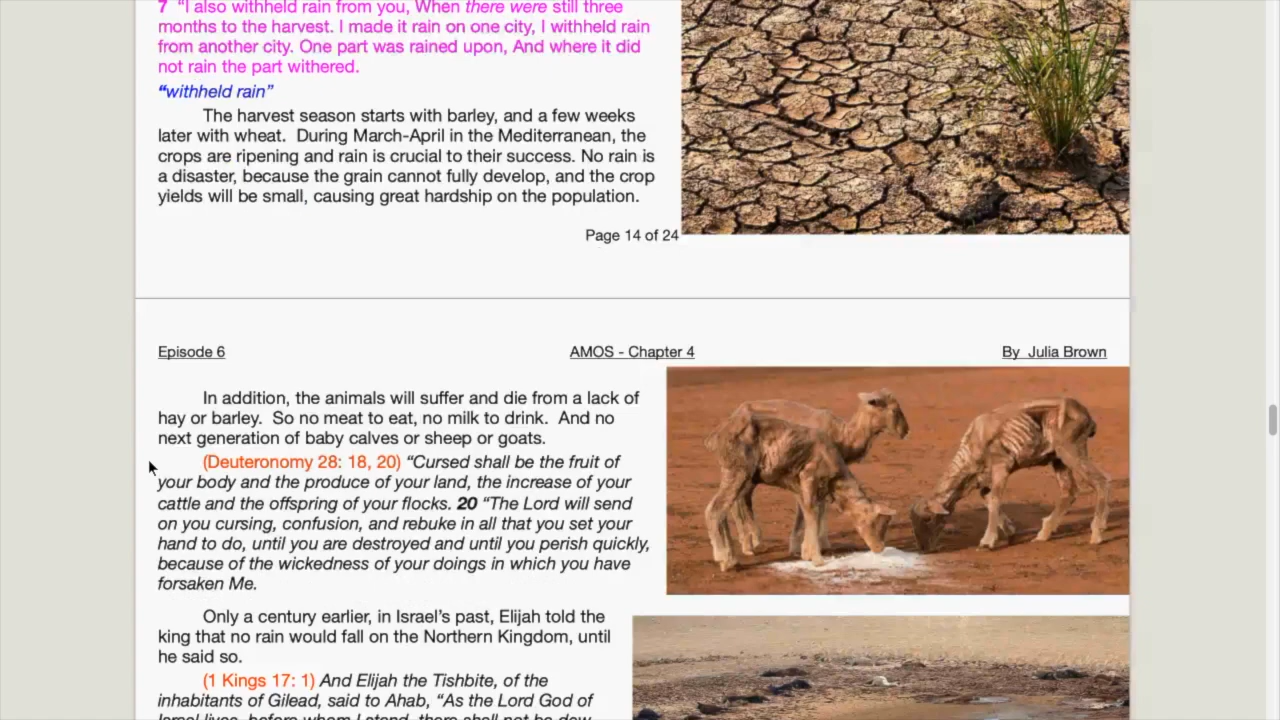 7 "I also withheld rain from you, When there were still three
months to the harvest. I made it rain on one city, I withheld rain
from another city. One part was rained upon, And where it did
not rain the part withered.
"withheld rain"
The harvest season starts with barley, and a few weeks
later with wheat. During March-April in the Mediterranean, the
crops are ripening and rain is crucial to their success. No rain is
a disaster, because the grain cannot fully develop, and the crop
yields will be small, causing great hardship on the population.
Page 14 of 24
Episode 6 AMOS - Chapter 4 By Julia Brown
In addition, the animals will suffer and die from a lack of
hay or barley. So no meat to eat, no milk to drink. And no
next generation of baby calves or sheep or goats.
(Deuteronomy 28: 18, 20) "Cursed shall be the fruit of
your body and the produce of your land, the increase of your
cattle and the offspring of your flocks. 20 "The Lord will send
on you cursing, confusion, and rebuke in all that you set your
hand to do, until you are destroyed and until you perish quickly,
because of the wickedness of your doings in which you have
forsaken Me.
Only a century earlier, in Israel's past, Elijah told the
king that no rain would fall on the Northern Kingdom, until
he said so.
(1 Kings 17: 1) And Elijah the Tishbite, of the
inhabitants of Gilead, said to Ahab, "As the Lord God of
Israel lives, before whom I stand, there shall not be dew